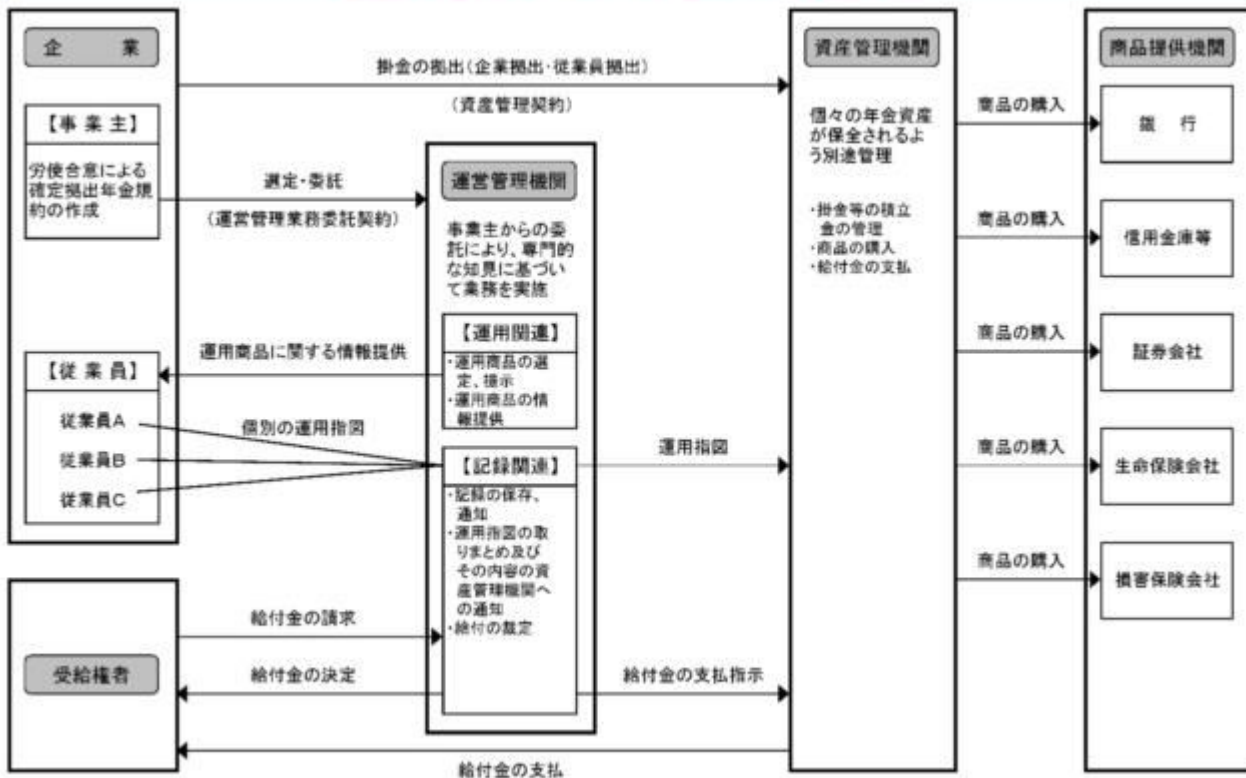 企　業
【事 業 主】
労使合意による
確定拠出年金規
約の作成
【従 業 員】
従業員A
従業員B
従業員C
受給権者
掛金の拠出(企業拠出・従業員拠出)
(資産管理契約)
選定・委託
(運営管理業務委託契約)
運用商品に関する情報提供
個別の運用指図
給付金の請求
給付金の決定
給付金の支払
運営管理機関
事業主からの委
託により、専門的
な知見に基づい
て業務を実施
【運用関連】
・運用商品の選
定、提示
・運用商品の情
報提供
【記録関連】
・記録の保存、
通知
・運用指図の取
りまとめ及び
その内容の資
産管理機関へ
の通知
・給付の裁定
運用指図
給付金の支払指示
資産管理機関
個々の年金資産
が保全されるよ
う別途管理
・掛金等の積立
金の管理
・商品の購入
・給付金の支払
商品の購入
商品の購入
商品の購入
商品の購入
商品の購入
商品提供機関
銀　行
信用金庫等
証券会社
生命保険会社
損害保険会社